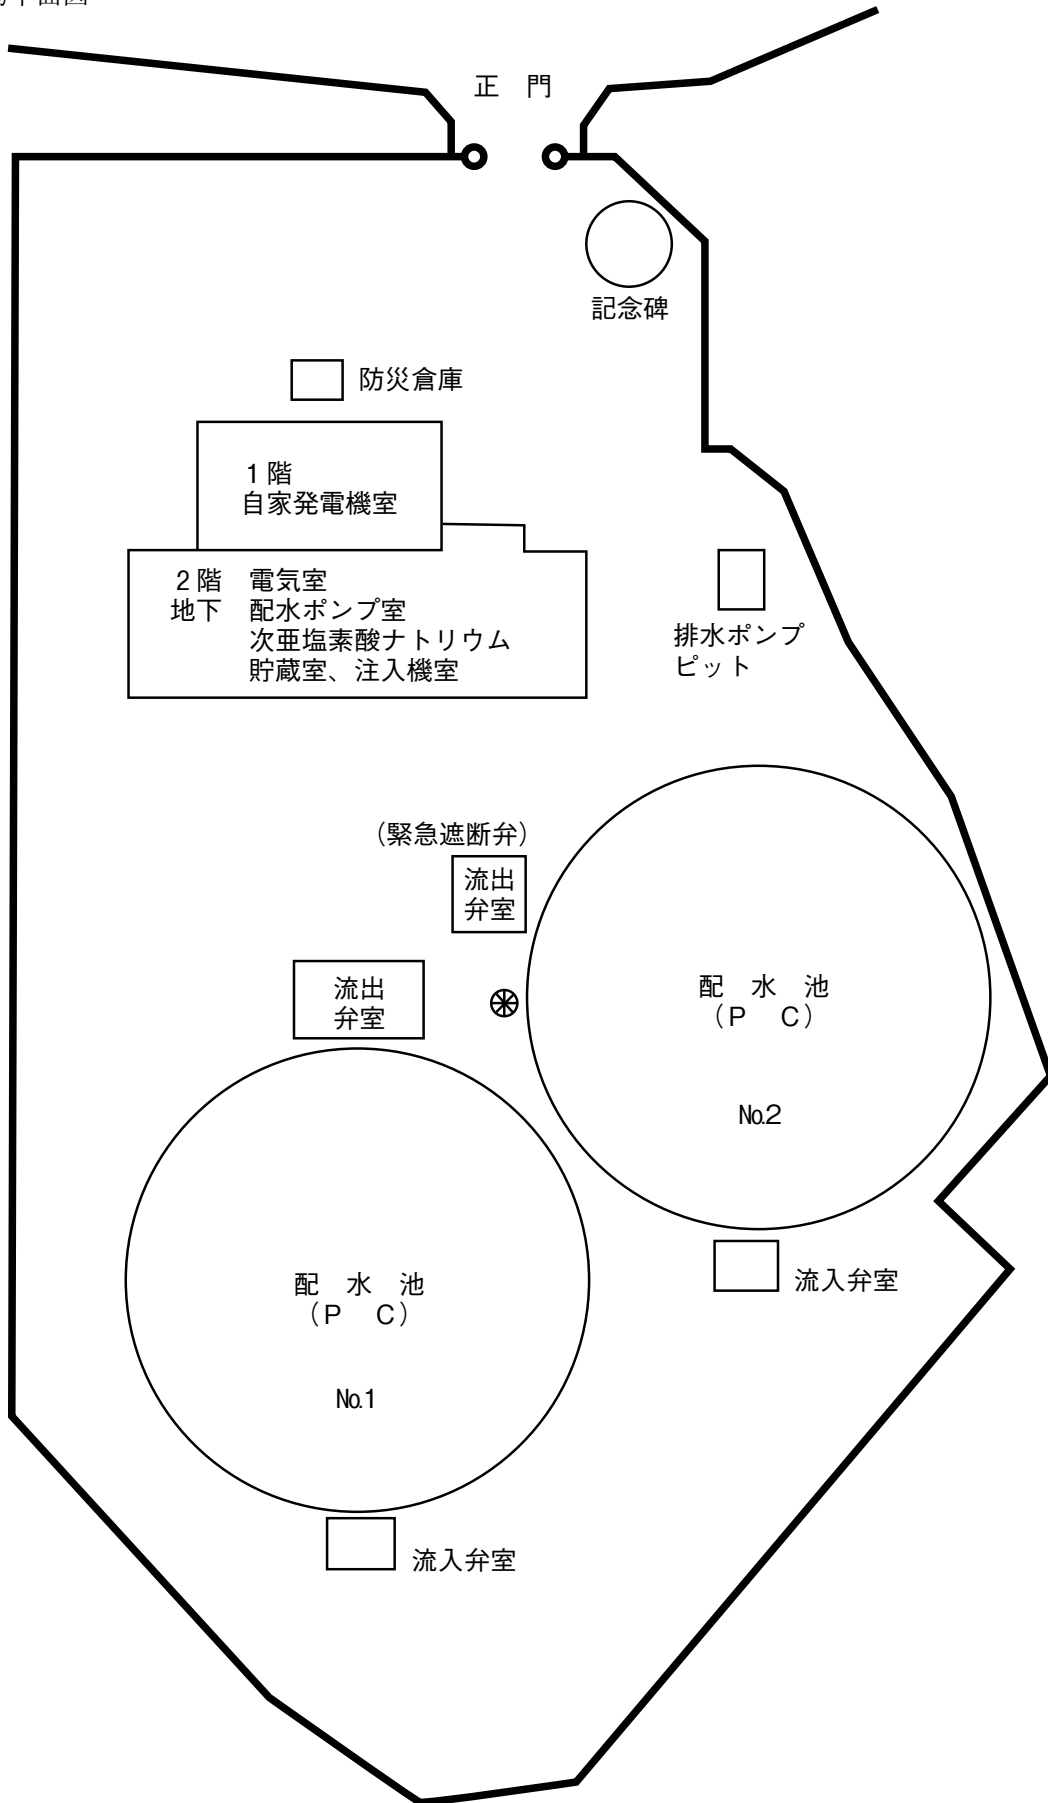 平面図
正　門
記念碑
防災倉庫
1階
自家発電機室
2階　電気室
地下　配水ポンプ室
次亜塩素酸ナトリウム
貯蔵室、注入機室
排水ポンプ
ピット
（緊急遮断弁）
流出
弁室
流出
弁室
配　水　池
（P　C）
No.2
流入弁室
配　水　池
（P　C）
No.1
流入弁室